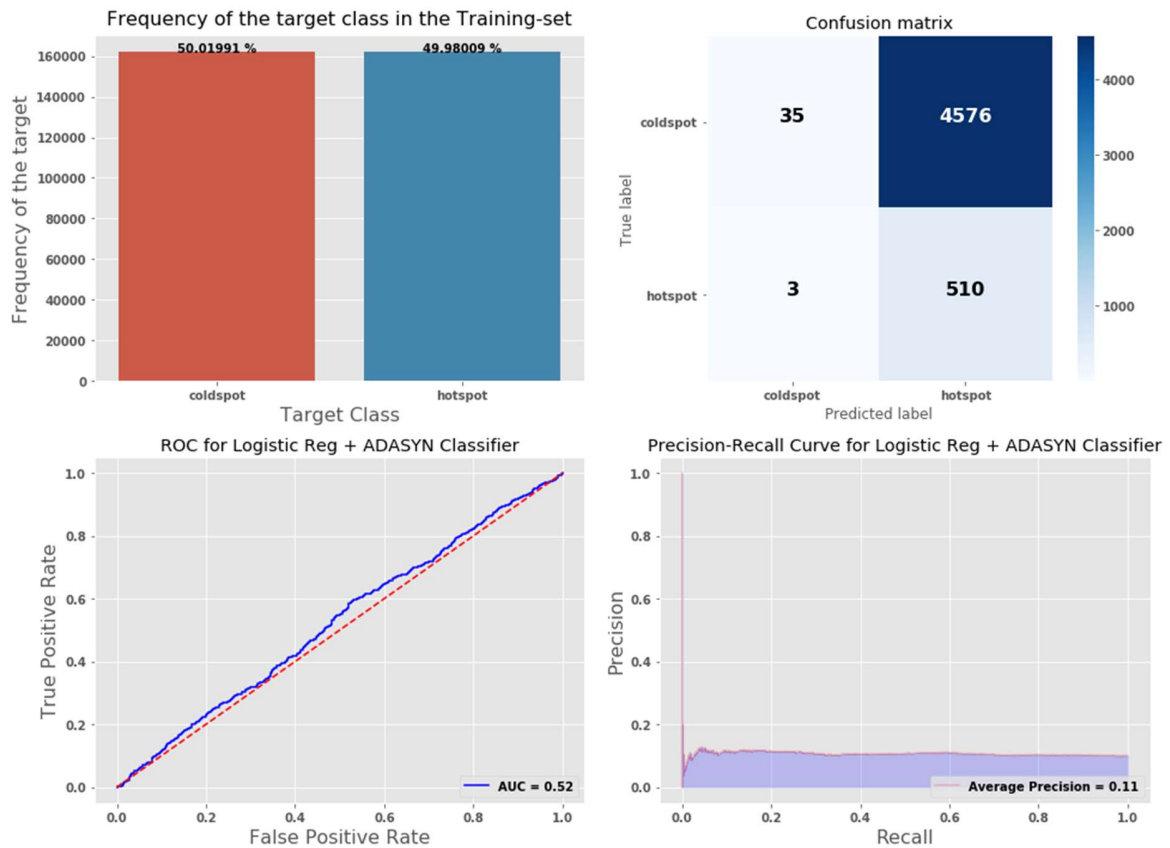 Frequency of the target class in the Training-set
50.01991 %
49.98009 %
160000
140000
120000
100000
80000
60000
40000
20000
0
Frequency of the target
coldspot
hotspot
Target Class
Confusion matrix
coldspot
hotspot
True label
35
4576
3
510
coldspot
hotspot
Predicted label
4000
3000
2000
1000
ROC for Logistic Reg + ADASYN Classifier
1.0
0.8
0.6
0.4
0.2
0.0
True Positive Rate
AUC = 0.52
0.0
0.2
0.4
0.6
0.8
1.0
False Positive Rate
Precision-Recall Curve for Logistic Reg + ADASYN Classifier
1.0
0.8
0.6
0.4
0.2
0.0
Precision
Average Precision = 0.11
0.0
0.2
0.4
0.6
0.8
1.0
Recall